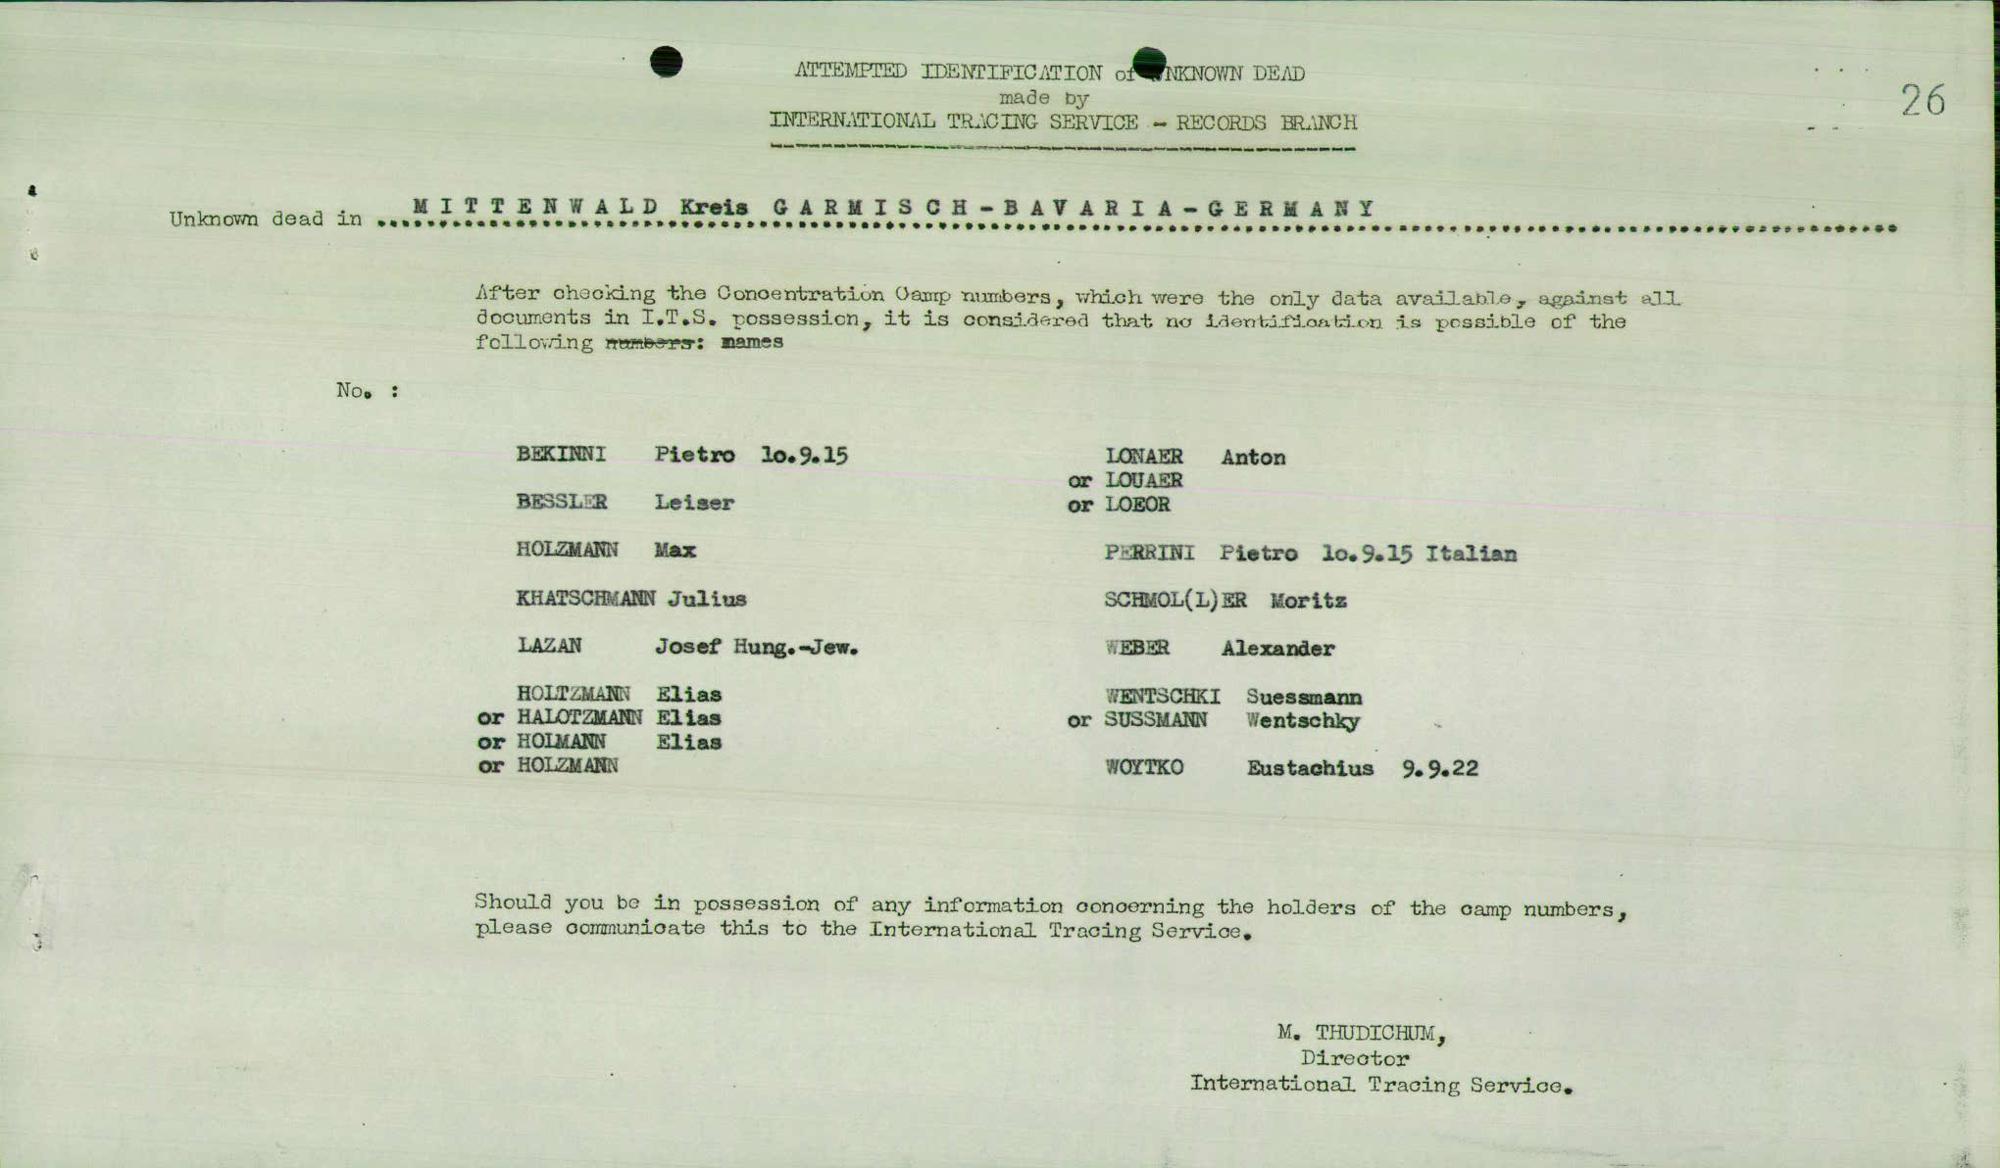 ATTEMPTED IDENTIFICATION of UNKNOWN DEAD
made by
INTERNATIONAL TRACING SERVICE - RECORDS BRANCH
26
Unknown dead in ... MITTENWALD Kreis GARMISCH-BAVARIA-GERMANY
After checking the Concentration Camp numbers, which were the only data available, against all
documents in I.T.S. possession, it is considered that no identification is possible of the
following numbers: names
No. :
BEKINNI Pietro 10.9.15
BESSLER Leiser
HOLZMANN Max
KHATSCHMANN Julius
LAZAN Josef Hung.-Jew.
HOLTZMANN Elias
or HALOTZMANN Elias
or HOLMANN Elias
or HOLZMANN
LONAER Anton
or LOUAER
or LOEOR
PERRINI Pietro 10.9.15 Italian
SCHMOL(L)ER Moritz
WEBER Alexander
WENTSCHKI Suessmann
or SUSSMANN Wentschky
WOYTKO Eustachius 9.9.22
Should you be in possession of any information concerning the holders of the camp numbers,
please communicate this to the International Tracing Service.
M. THUDICHUM,
Director
International Tracing Service.